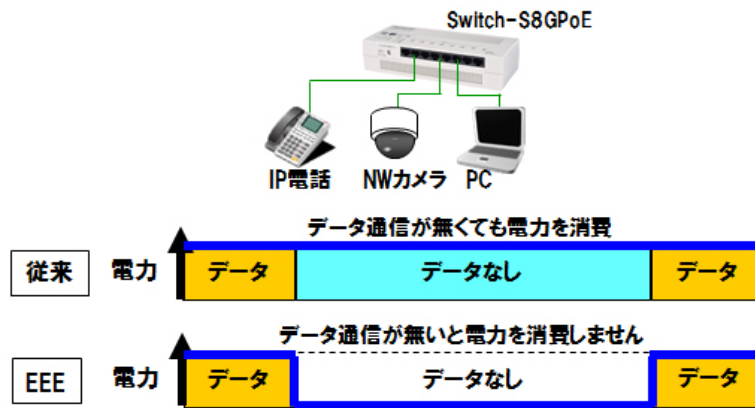 Switch-S8GPoE
IP電話 NWカメラ PC
データ通信が無くても電力を消費
従来 電力 データ データなし データ
データ通信が無いと電力を消費しません
EEE 電力 データ データなし データ